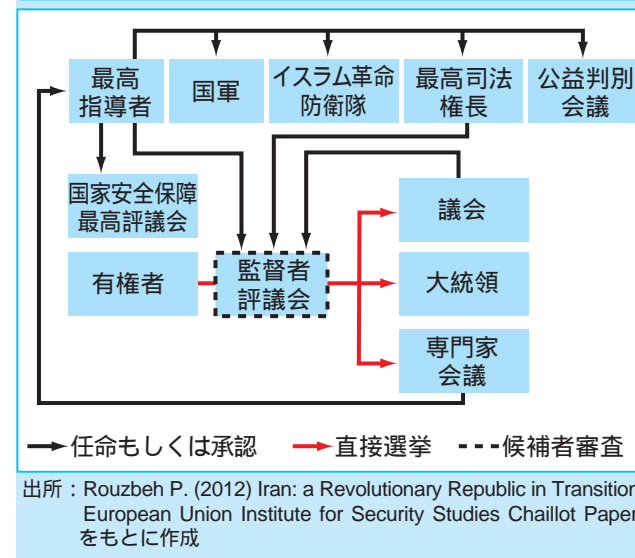 最高
指導者
国軍
イスラム革命
防衛隊
最高司法
権長
公益判別
会議
国家安全保障
最高評議会
議会
有権者
監督者
評議会
大統領
専門家
会議
任命もしくは承認
直接選挙
候補者審査
出所：Rouzbeh P. (2012) Iran: a Revolutionary Republic in Transition
European Union Institute for Security Studies Chaillot Paper
をもとに作成